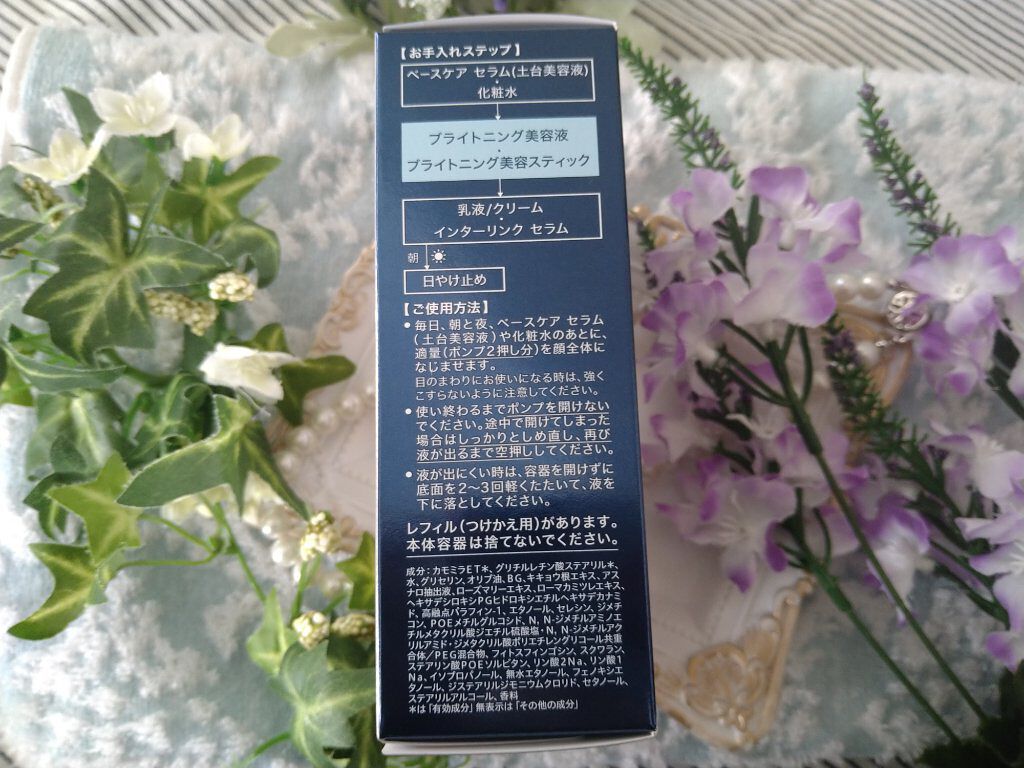 【お手入れステップ】
ベースケア セラム(土台美容液)
・
化粧水
ブライトニング美容液
・
ブライトニング美容スティック
乳液/クリーム
・
インターリンク セラム
朝
日やけ止め
【ご使用方法】
●毎日、朝と夜、ベースケア セラム
(土台美容液)や化粧水のあとに、
適量(ポンプ2押し分)を顔全体に
なじませます。
目のまわりにお使いになる時は、強く
こすらないように注意してください。
●使い終わるまでポンプを開けない
でください。途中で開けてしまった
場合はしっかりとしめ直し、再び
液が出るまで空押ししてください。
●液が出にくい時は、容器を開けずに
底面を2〜3回軽くたたいて、液を
下に落としてください。
レフィル(つけかえ用)があります。
本体容器は捨てないでください。
成分：カモミラET＊、グリチルレチン酸ステアリル＊、
水、グリセリン、オリブ油、BG、キキョウ根エキス、アス
ナロ抽出液、ローズマリーエキス、ローマカミツレエキス、
ヘキサデシロキシPGヒドロキシエチルヘキサデカナミ
ド、高融点パラフィン-1、エタノール、セレシン、ジメチ
コン、POEメチルグルコシド、N，N-ジメチルアミノエ
チルメタクリル酸ジエチル硫酸塩・N，N-ジメチルアク
リルアミド・ジメタクリル酸ポリエチレングリコール共重
合体／PEG混合物、フィトスフィンゴシン、スクワラン、
ステアリン酸POEソルビタン、リン酸2Na、リン酸1
Na、イソプロパノール、無水エタノール、フェノキシエ
タノール、ジステアリルジモニウムクロリド、セタノール、
ステアリルアルコール、香料
＊は「有効成分」無表示は「その他の成分」